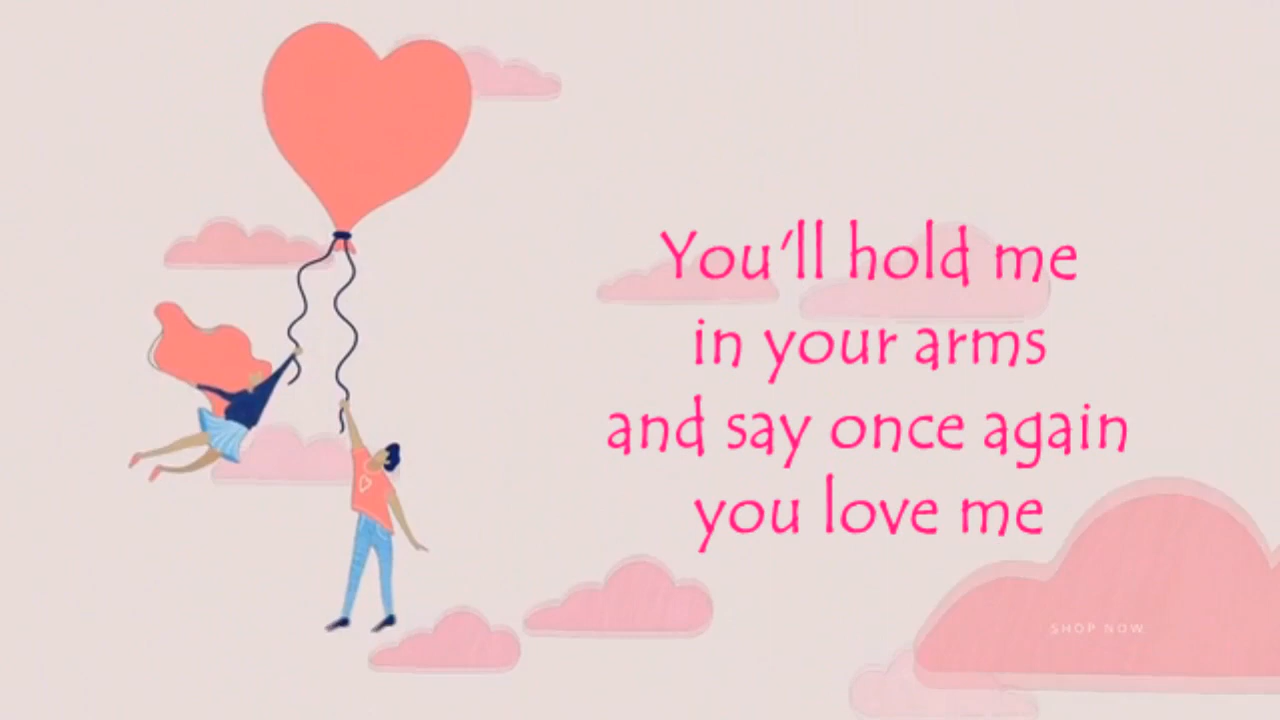 You'll hold me
in your arms
and say once again
you love me
SHOP NOW